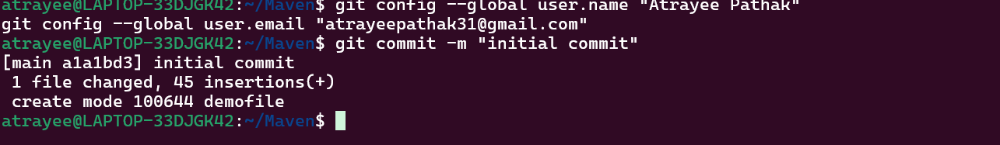 atrayee@LAPTOP-33DJGK42:~/Maven$ git config --global user.name "Atrayee Pathak"
git config --global user.email "atrayeepathak31@gmail.com"
atrayee@LAPTOP-33DJGK42:~/Maven$ git commit -m "initial commit"
[main a1a1bd3] initial commit
 1 file changed, 45 insertions(+)
 create mode 100644 demofile
atrayee@LAPTOP-33DJGK42:~/Maven$